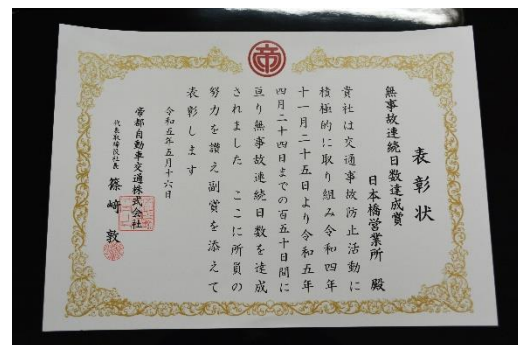 帝
表彰状
無事故連続日数達成賞
日本橋営業所 殿
貴社は交通事故防止活動に
積極的に取り組み令和四年
十一月二十五日より令和五年
四月二十四日までの百五十日間に
亘り無事故連続日数を達成
されました ここに所員の
努力を讃え副賞を添えて
表彰します
令和五年五月十六日
帝都自動車交通株式会社
代表取締役社長 篠﨑 敦